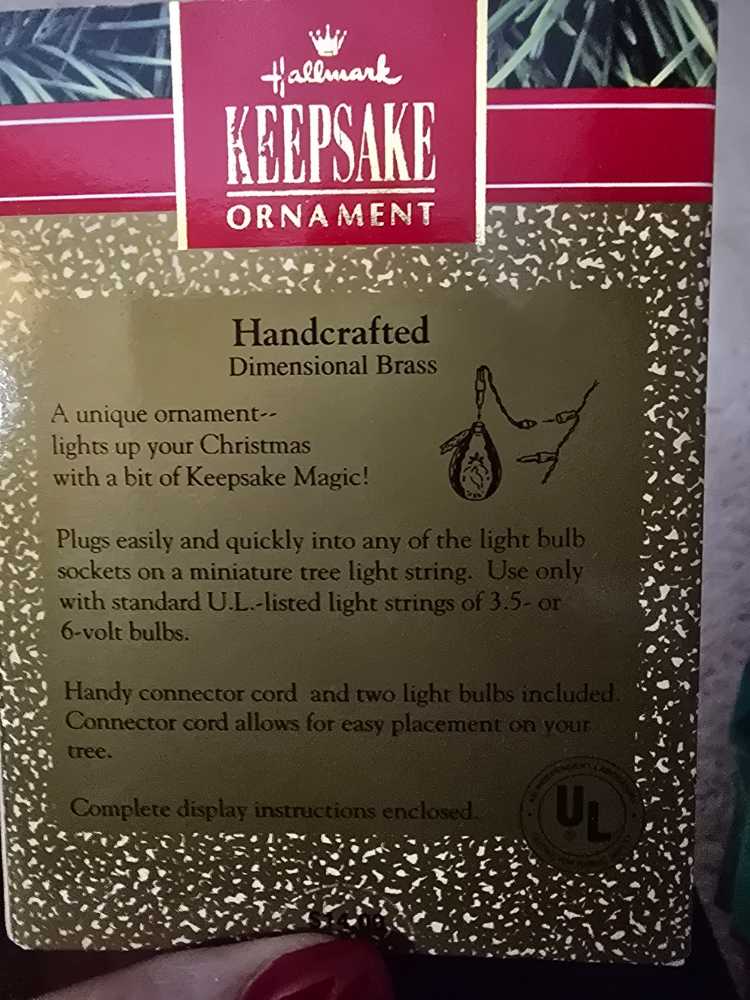 Hallmark
KEEPSAKE
ORNAMENT
Handcrafted
Dimensional Brass
A unique ornament--
lights up your Christmas
with a bit of Keepsake Magic!
Plugs easily and quickly into any of the light bulb
sockets on a miniature tree light string. Use only
with standard U.L.-listed light strings of 3.5- or
6-volt bulbs.
Handy connector cord and two light bulbs included.
Connector cord allows for easy placement on your
tree.
Complete display instructions enclosed.
UL